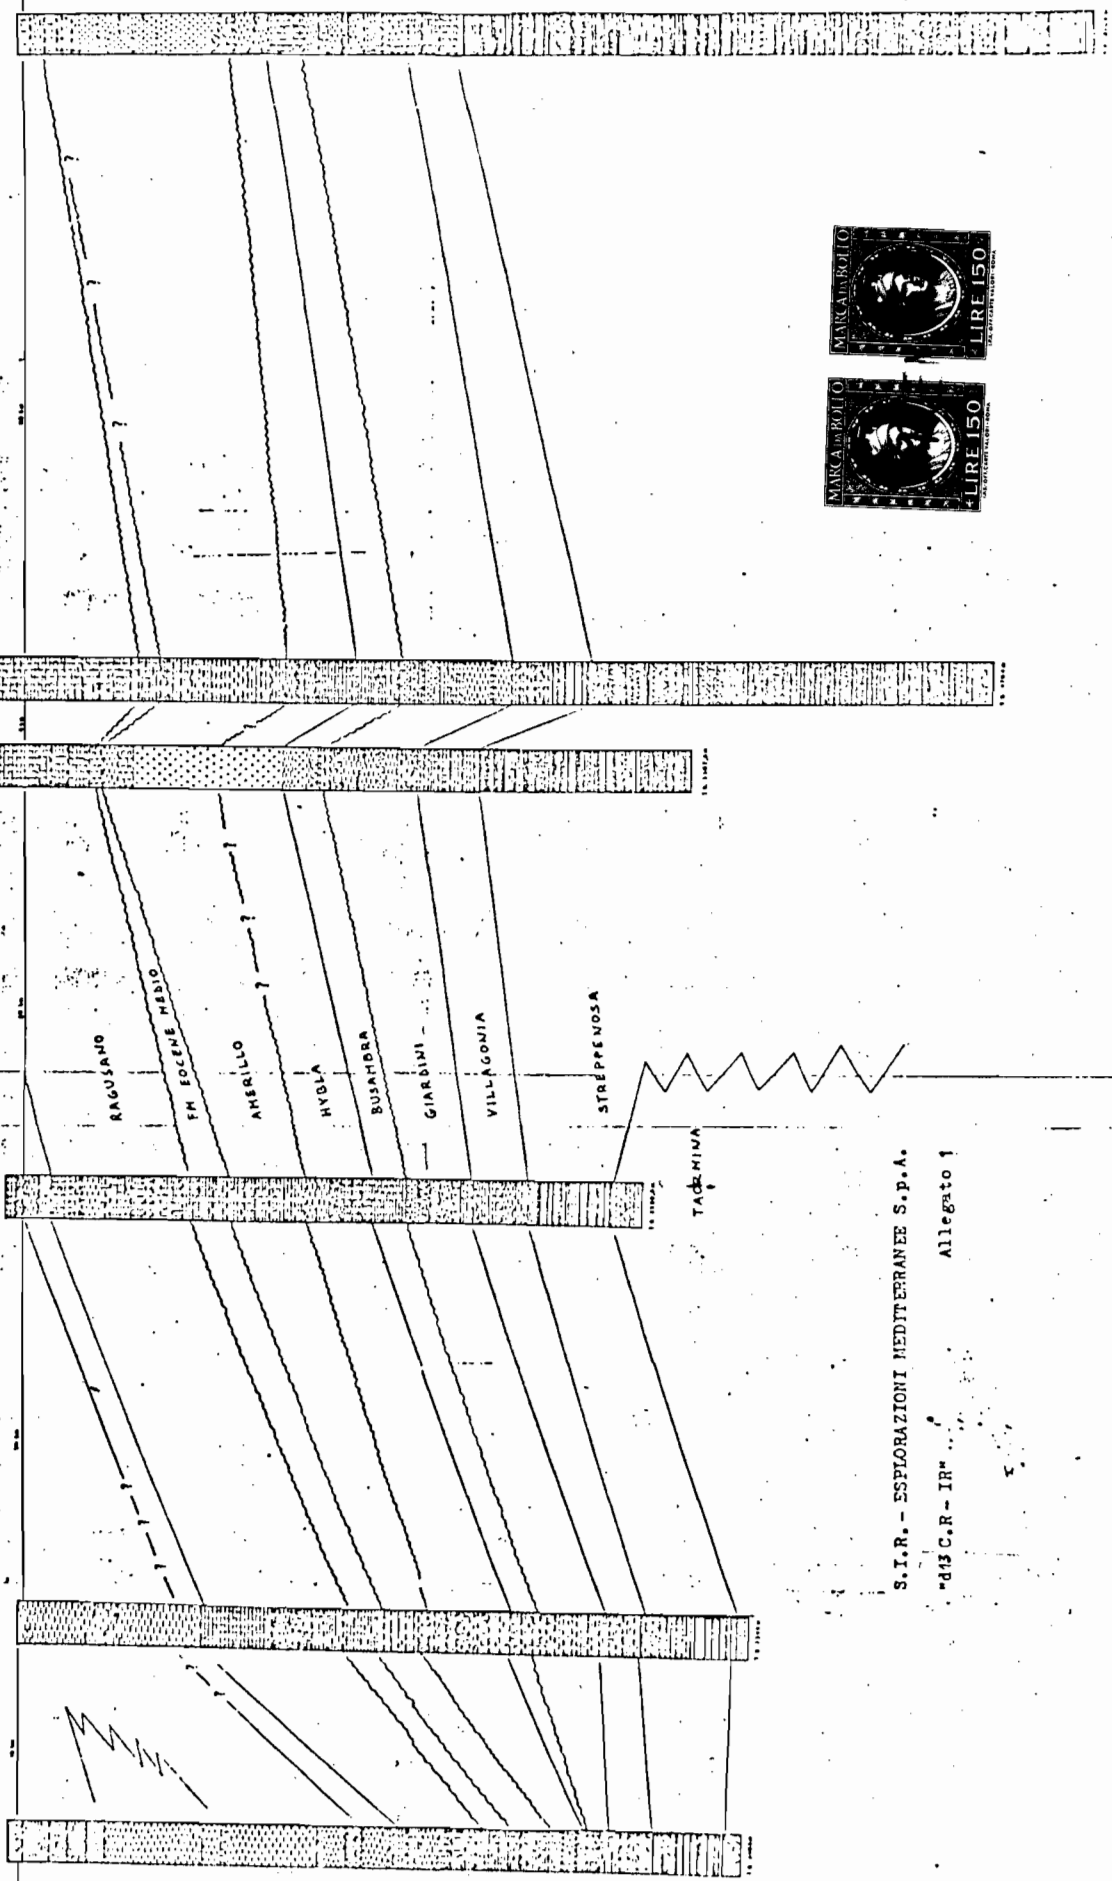 RAGUSANO
FM EOCENE MEDIO
AMERILLO
HYBLA
BUSAMBRA
GIARDINI
VILLAGONIA
STREPPENOSA
TAORMINA
?
?
?
?
?
?
?
?
?
?
?
?
MARCA DA BOLLO
LIRE 150
MARCA DA BOLLO
LIRE 150
S.I.R. - ESPLORAZIONI MEDITERRANEE S.p.A.
"d13 C.R - IR" Allegato 1